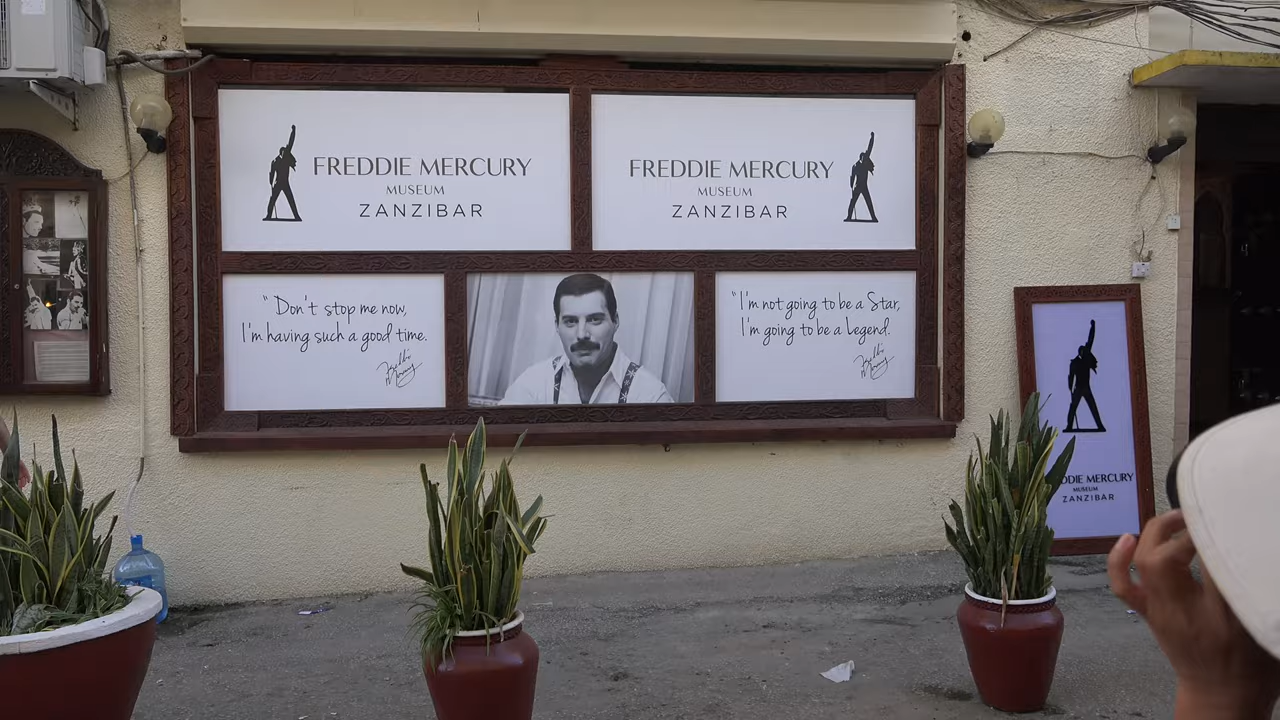 FREDDIE MERCURY
MUSEUM
ZANZIBAR
FREDDIE MERCURY
MUSEUM
ZANZIBAR
"Don't stop me now,
I'm having such a good time.
"I'm not going to be a Star,
I'm going to be a legend.
DDIE MERCURY
MUSEUM
ZANZIBAR